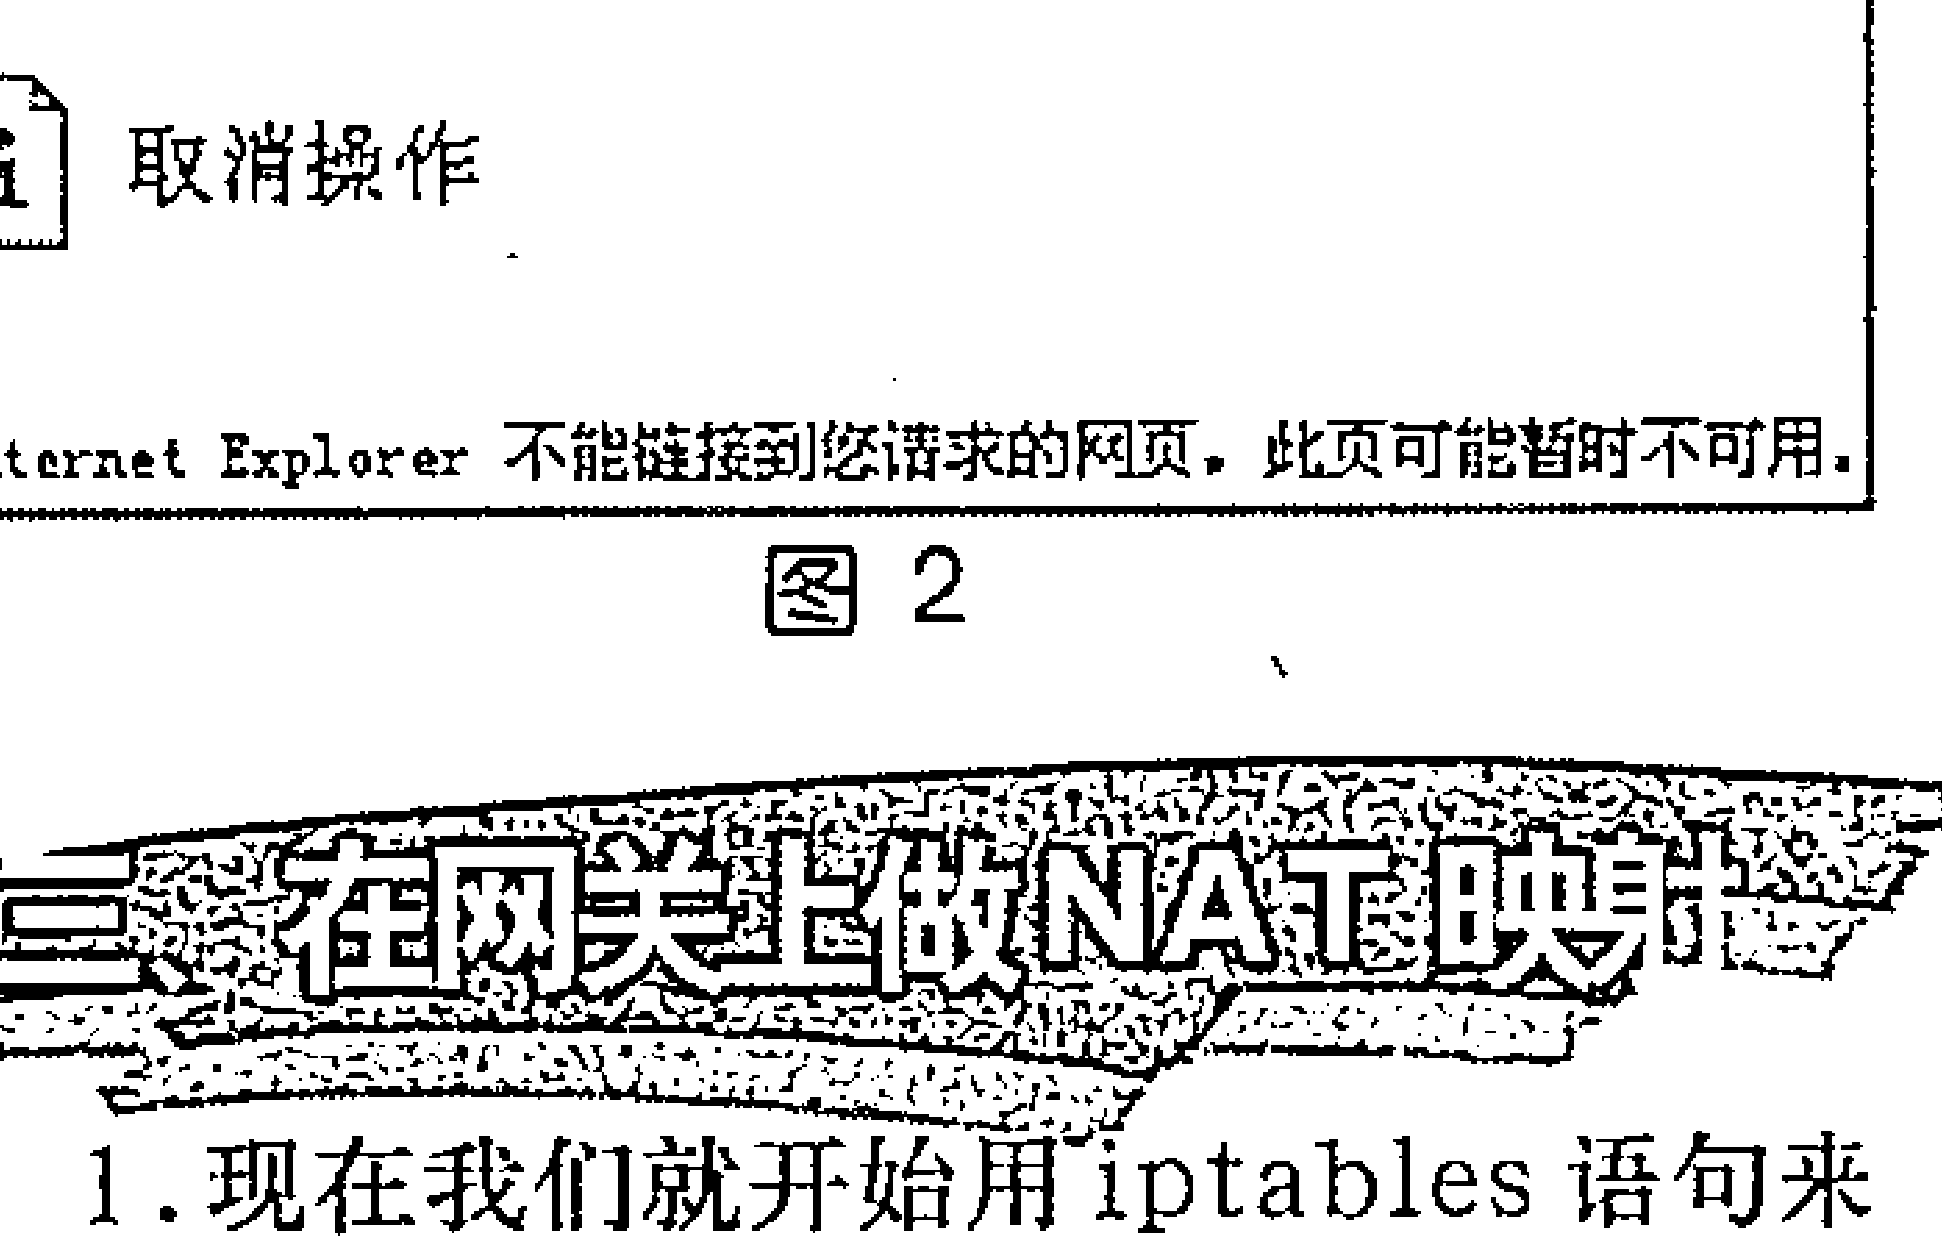 i 取消操作
ternet Explorer 不能链接到您请求的网页。此页可能暂时不可用。
图 2
三、在网关上做NAT映射
1.现在我们就开始用iptables语句来